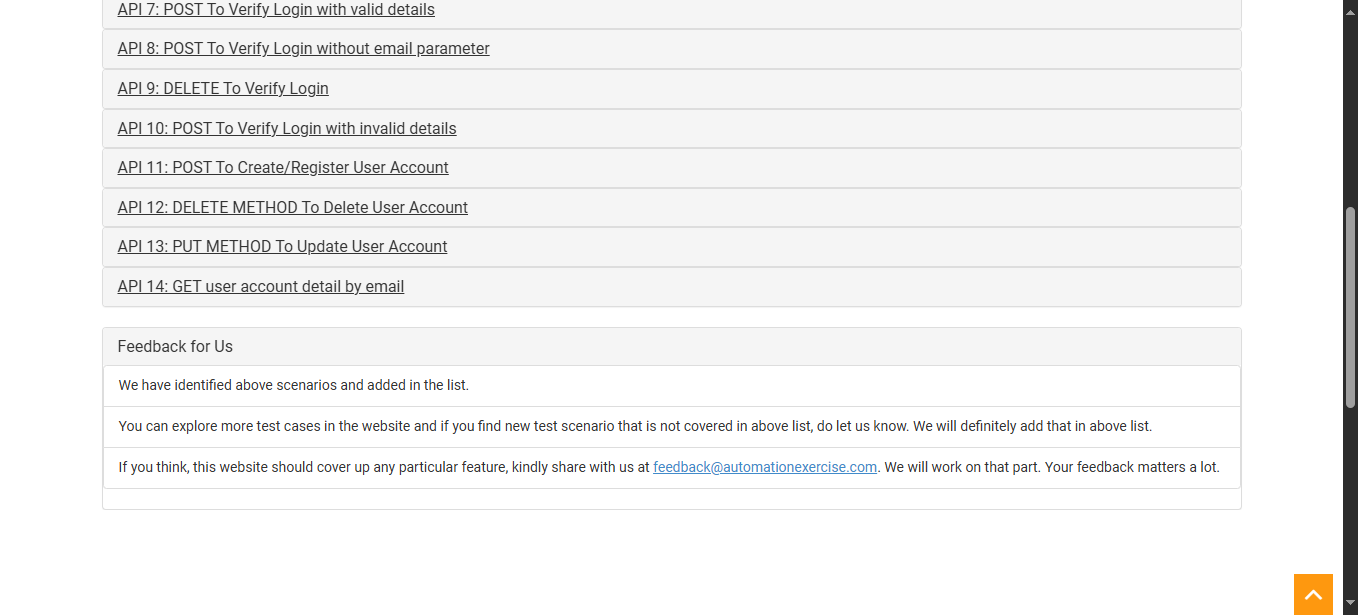 API 7: POST To Verify Login with valid details
API 8: POST To Verify Login without email parameter
API 9: DELETE To Verify Login
API 10: POST To Verify Login with invalid details
API 11: POST To Create/Register User Account
API 12: DELETE METHOD To Delete User Account
API 13: PUT METHOD To Update User Account
API 14: GET user account detail by email
Feedback for Us
We have identified above scenarios and added in the list.
You can explore more test cases in the website and if you find new test scenario that is not covered in above list, do let us know. We will definitely add that in above list.
If you think, this website should cover up any particular feature, kindly share with us at feedback@automationexercise.com. We will work on that part. Your feedback matters a lot.